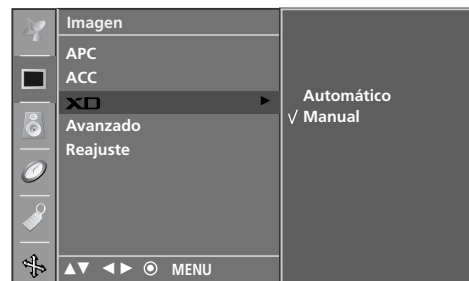 Imagen
APC
ACC
XD
Avanzado
Reajuste
MENU
Automático
√ Manual